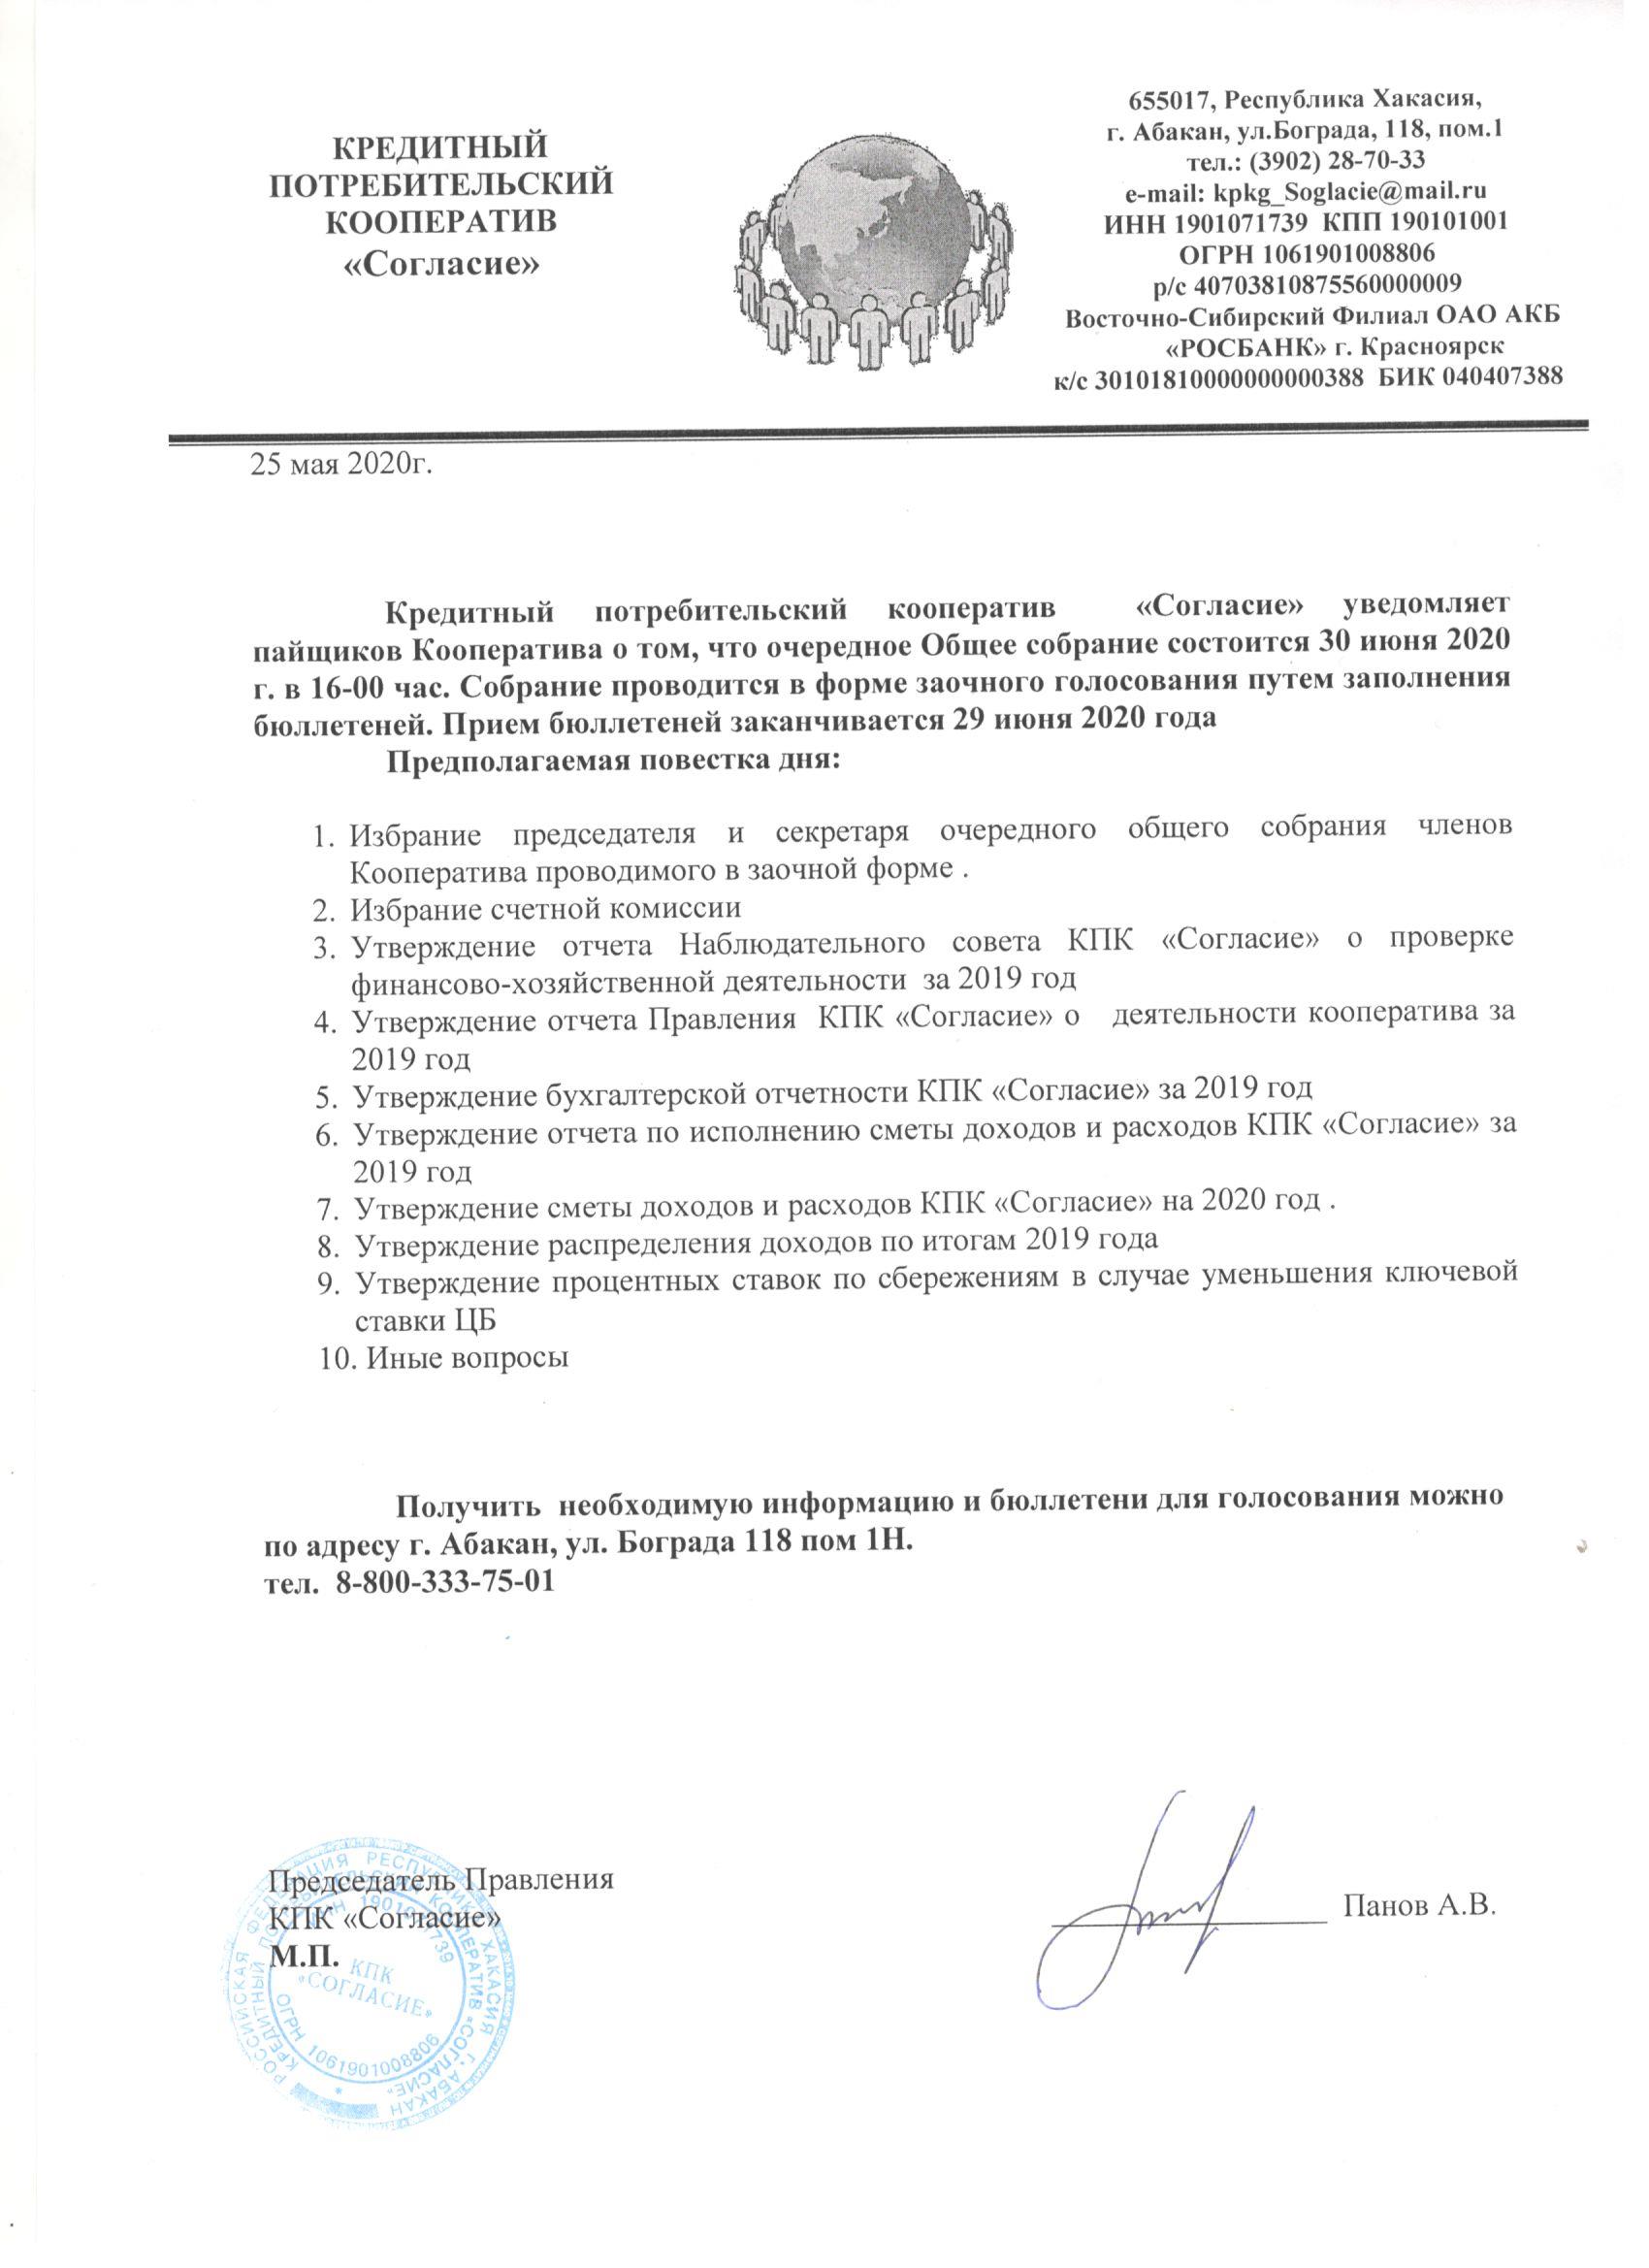 КРЕДИТНЫЙ
ПОТРЕБИТЕЛЬСКИЙ
КООПЕРАТИВ
«Согласие»
655017, Республика Хакасия,
г. Абакан, ул.Бограда, 118, пом.1
тел.: (3902) 28-70-33
e-mail: kpkg_Soglacie@mail.ru
ИНН 1901071739  КПП 190101001
ОГРН 1061901008806
р/с 40703810875560000009
Восточно-Сибирский Филиал ОАО АКБ
«РОСБАНК» г. Красноярск
к/с 30101810000000000388  БИК 040407388
25 мая 2020г.
Кредитный потребительский кооператив «Согласие» уведомляет
пайщиков Кооператива о том, что очередное Общее собрание состоится 30 июня 2020
г. в 16-00 час. Собрание проводится в форме заочного голосования путем заполнения
бюллетеней. Прием бюллетеней заканчивается 29 июня 2020 года
Предполагаемая повестка дня:
1. Избрание председателя и секретаря очередного общего собрания членов
Кооператива проводимого в заочной форме .
2. Избрание счетной комиссии
3. Утверждение отчета Наблюдательного совета КПК «Согласие» о проверке
финансово-хозяйственной деятельности за 2019 год
4. Утверждение отчета Правления КПК «Согласие» о деятельности кооператива за
2019 год
5. Утверждение бухгалтерской отчетности КПК «Согласие» за 2019 год
6. Утверждение отчета по исполнению сметы доходов и расходов КПК «Согласие» за
2019 год
7. Утверждение сметы доходов и расходов КПК «Согласие» на 2020 год .
8. Утверждение распределения доходов по итогам 2019 года
9. Утверждение процентных ставок по сбережениям в случае уменьшения ключевой
ставки ЦБ
10. Иные вопросы
Получить необходимую информацию и бюллетени для голосования можно
по адресу г. Абакан, ул. Бограда 118 пом 1Н.
тел. 8-800-333-75-01
Председатель Правления
КПК «Согласие»
М.П.
Панов А.В.
РОССИЙСКАЯ ФЕДЕРАЦИЯ РЕСПУБЛИКА ХАКАСИЯ Г. АБАКАН
КРЕДИТНЫЙ ПОТРЕБИТЕЛЬСКИЙ КООПЕРАТИВ «СОГЛАСИЕ»
ИНН 1901071739
КПК
«СОГЛАСИЕ»
ОГРН 1061901008806